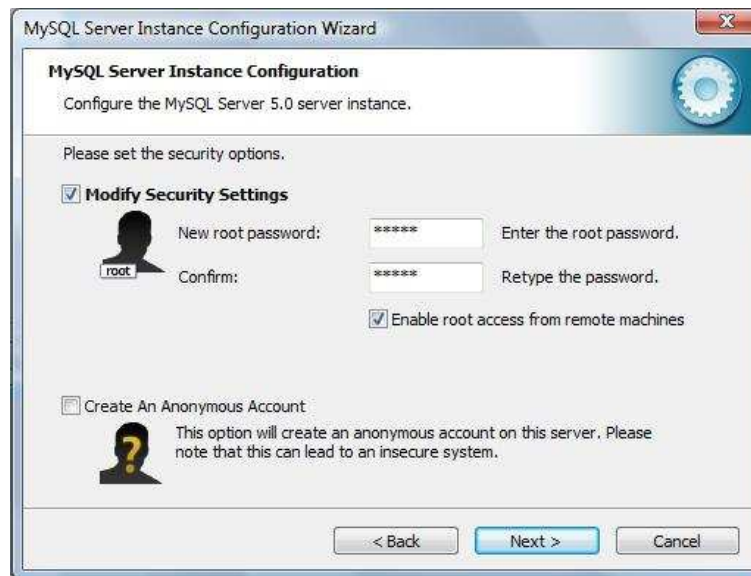 MySQL Server Instance Configuration Wizard
x
MySQL Server Instance Configuration
Configure the MySQL Server 5.0 server instance.
Please set the security options.
Modify Security Settings
root
New root password: ***** Enter the root password.
Confirm: ***** Retype the password.
Enable root access from remote machines
Create An Anonymous Account
?
This option will create an anonymous account on this server. Please
note that this can lead to an insecure system.
< Back Next > Cancel